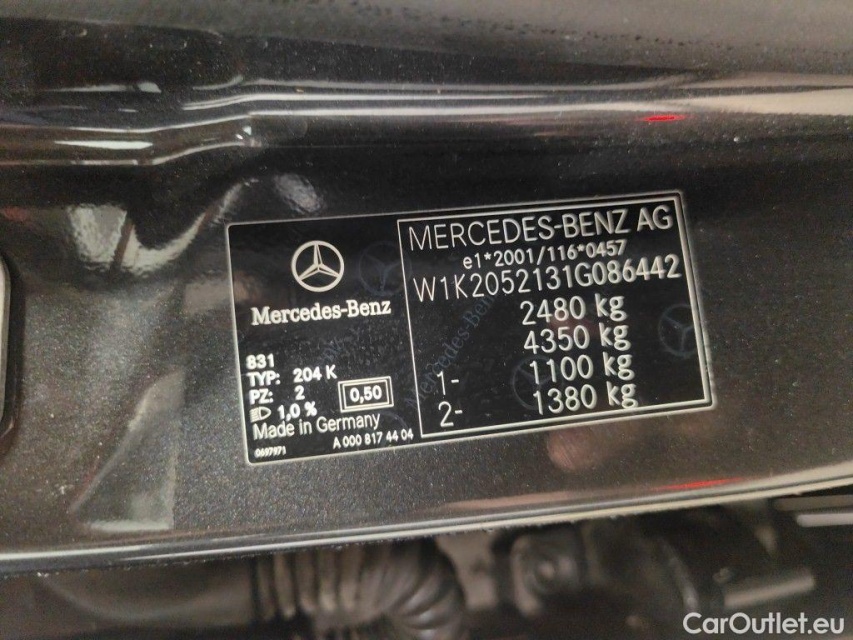 Mercedes-Benz
831
TYP: 204 K
PZ: 2
1,0 %
0,50
Made in Germany
0697971
A 000 817 44 04
MERCEDES-BENZ AG
e1*2001/116*0457
W1K2052131G086442
2480 kg
4350 kg
1- 1100 kg
2- 1380 kg
Mercedes-Benz
CarOutlet.eu